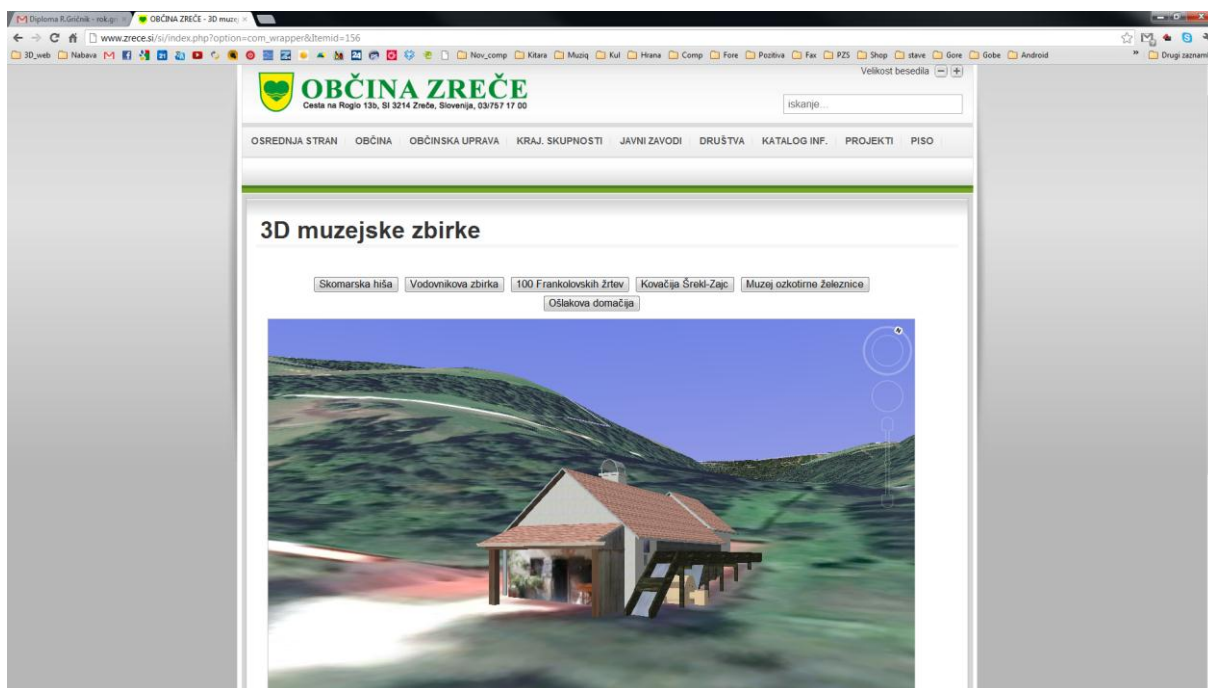 Diploma R.Gričnik - rok.gri
OBČINA ZREČE - 3D muzej
www.zrece.si/si/index.php?option=com_wrapper&Itemid=156
3D_web Nabava Nov_comp Kitara Muziq Kul Hrana Comp Fore Pozitiva Fax PZS Shop stave Gore Gobe Android » Drugi zaznamki
Velikost besedila
OBČINA ZREČE
Cesta na Roglo 13b, SI 3214 Zreče, Slovenija, 03/757 17 00
iskanje...
OSREDNJA STRAN OBČINA OBČINSKA UPRAVA KRAJ. SKUPNOSTI JAVNI ZAVODI DRUŠTVA KATALOG INF. PROJEKTI PISO
3D muzejske zbirke
Skomarska hiša Vodovnikova zbirka 100 Frankolovskih žrtev Kovačija Šrekl-Zajc Muzej ozkotirne železnice
Ošlakova domačija